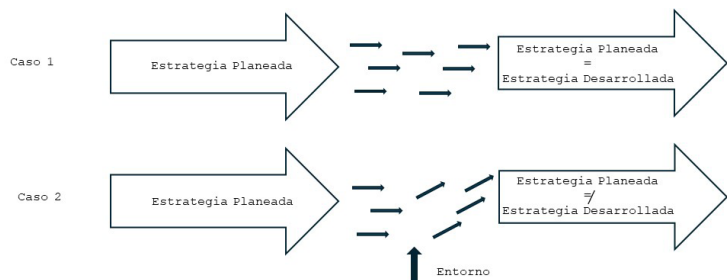 Caso 1
Estrategia Planeada
Estrategia Planeada
=
Estrategia Desarrollada
Caso 2
Estrategia Planeada
Estrategia Planeada
≠
Estrategia Desarrollada
Entorno